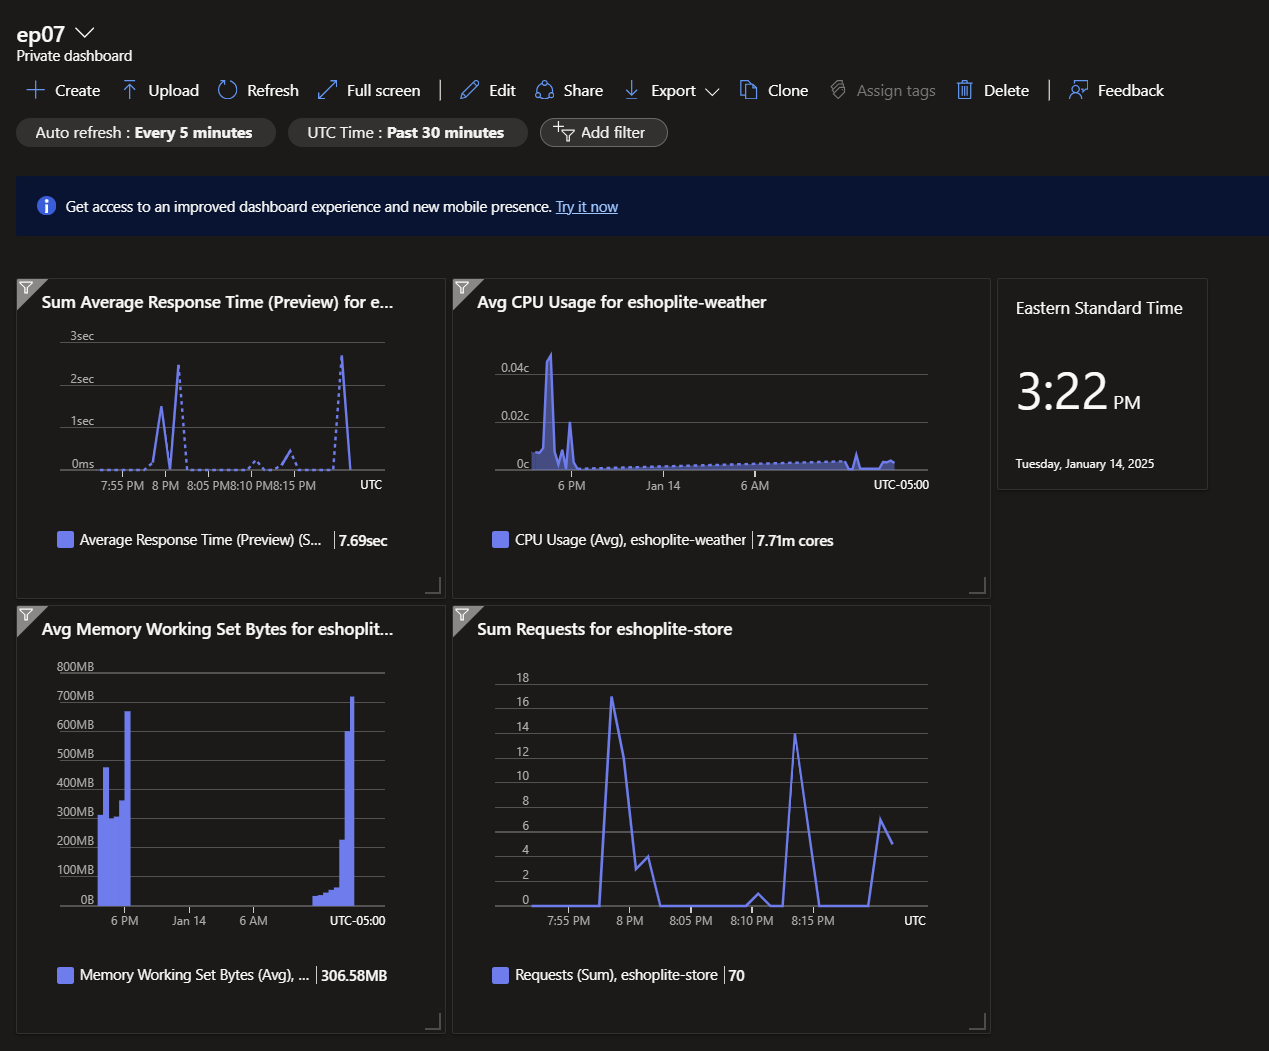 ep07
Private dashboard
Create Upload Refresh Full screen Edit Share Export Clone Assign tags Delete Feedback
Auto refresh : Every 5 minutes UTC Time : Past 30 minutes Add filter
Get access to an improved dashboard experience and new mobile presence. Try it now
Sum Average Response Time (Preview) for e...
3sec
2sec
1sec
0ms
7:55 PM 8 PM 8:05 PM 8:10 PM 8:15 PM UTC
Average Response Time (Preview) (S... 7.69sec
Avg CPU Usage for eshoplite-weather
0.04c
0.02c
0c
6 PM Jan 14 6 AM UTC-05:00
CPU Usage (Avg), eshoplite-weather 7.71m cores
Eastern Standard Time
3:22 PM
Tuesday, January 14, 2025
Avg Memory Working Set Bytes for eshoplit...
800MB
700MB
600MB
500MB
400MB
300MB
200MB
100MB
0B
6 PM Jan 14 6 AM UTC-05:00
Memory Working Set Bytes (Avg), ... 306.58MB
Sum Requests for eshoplite-store
18
16
14
12
10
8
6
4
2
0
7:55 PM 8 PM 8:05 PM 8:10 PM 8:15 PM UTC
Requests (Sum), eshoplite-store 70